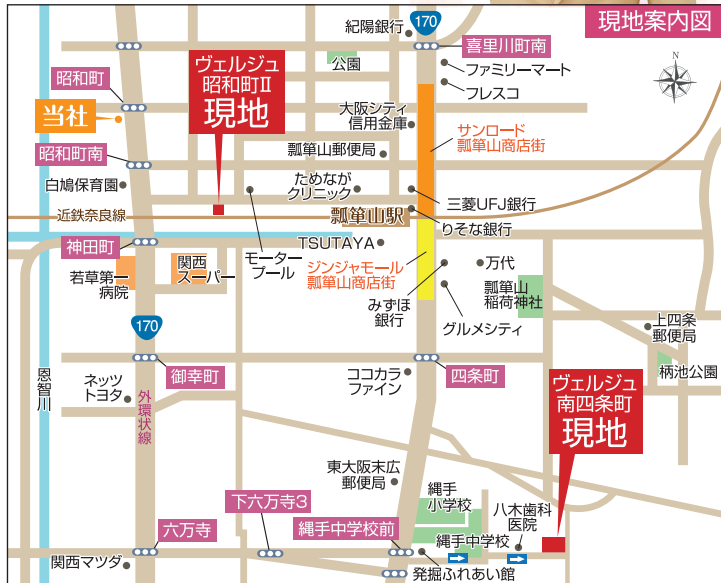 現地案内図
紀陽銀行
170
喜里川町南
公園
ファミリーマート
フレスコ
N
昭和町
ヴェルジュ
昭和町Ⅱ
現地
当社
大阪シティ
信用金庫
サンロード
瓢箪山商店街
昭和町南
瓢箪山郵便局
白鳩保育園
ためなが
クリニック
三菱UFJ銀行
近鉄奈良線
瓢箪山駅
りそな銀行
神田町
モーター
プール
TSUTAYA
若草第一
病院
関西
スーパー
ジンジャモール
瓢箪山商店街
万代
瓢箪山
稲荷神社
みずほ
銀行
グルメシティ
170
上四条
郵便局
御幸町
ココカラ
ファイン
四条町
柄池公園
恩智川
ネッツ
トヨタ
外環状線
ヴェルジュ
南四条町
現地
東大阪末広
郵便局
縄手
小学校
下六万寺3
八木歯科
医院
六万寺
縄手中学校前
縄手中学校
関西マツダ
発掘ふれあい館